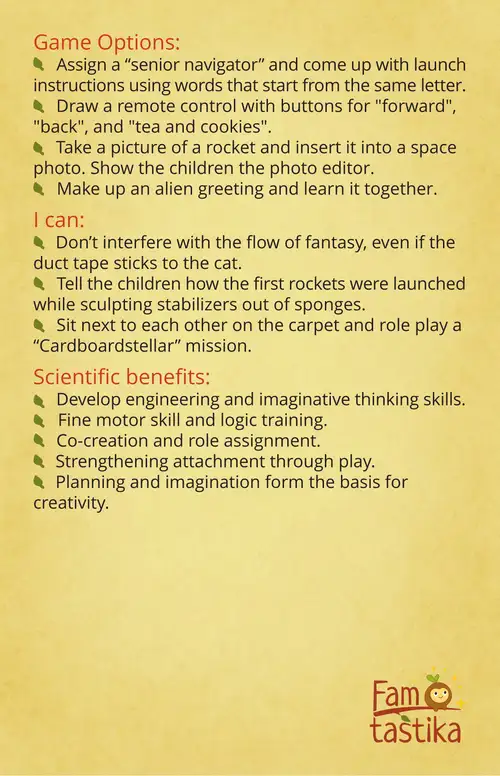 Game Options:
Assign a “senior navigator” and come up with launch
instructions using words that start from the same letter.
Draw a remote control with buttons for "forward",
"back", and "tea and cookies".
Take a picture of a rocket and insert it into a space
photo. Show the children the photo editor.
Make up an alien greeting and learn it together.
I can:
Don’t interfere with the flow of fantasy, even if the
duct tape sticks to the cat.
Tell the children how the first rockets were launched
while sculpting stabilizers out of sponges.
Sit next to each other on the carpet and role play a
“Cardboardstellar” mission.
Scientific benefits:
Develop engineering and imaginative thinking skills.
Fine motor skill and logic training.
Co-creation and role assignment.
Strengthening attachment through play.
Planning and imagination form the basis for
creativity.
Fam
tastika